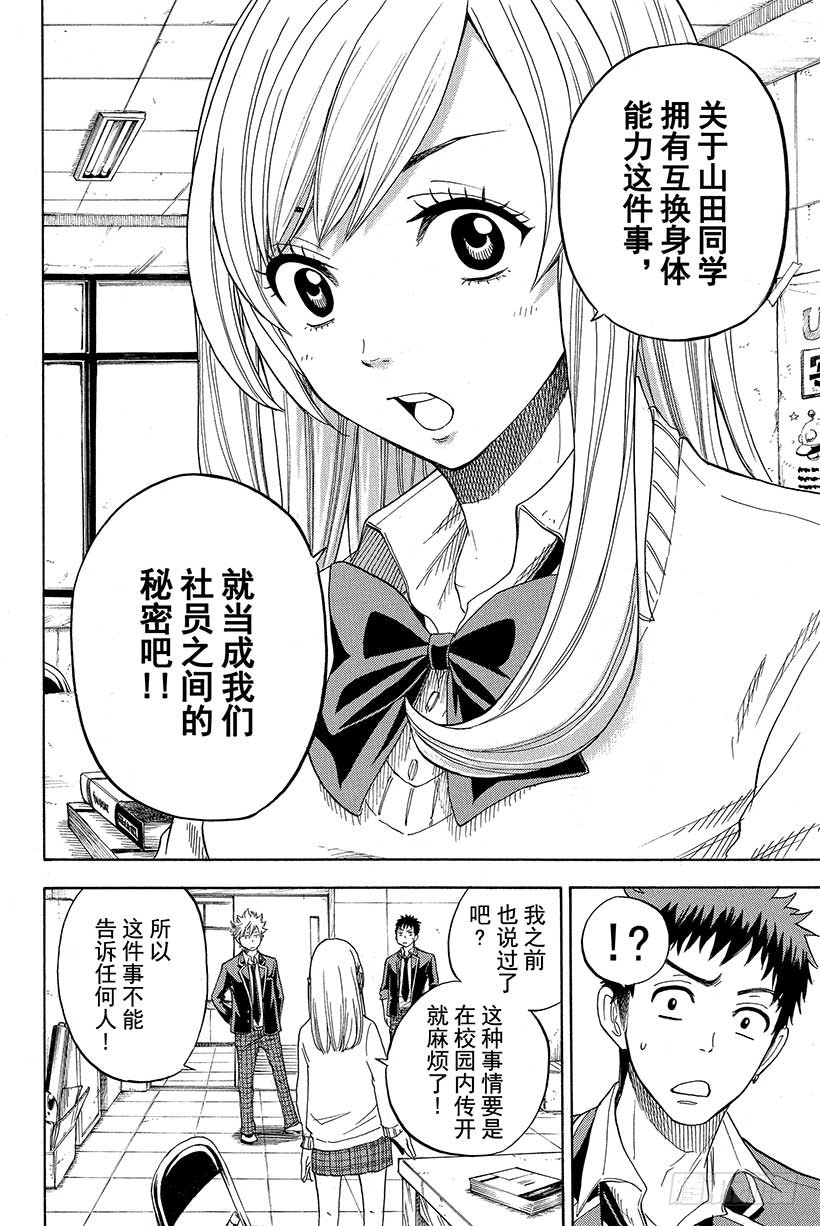 关于山田同学
拥有互换身体
能力这件事，
就当成我们
社员之间的
秘密吧!!
!?
我之前
也说过了
吧?
这种事情要是
在校园内传开
就麻烦了!
所以
这件事不能
告诉任何人!